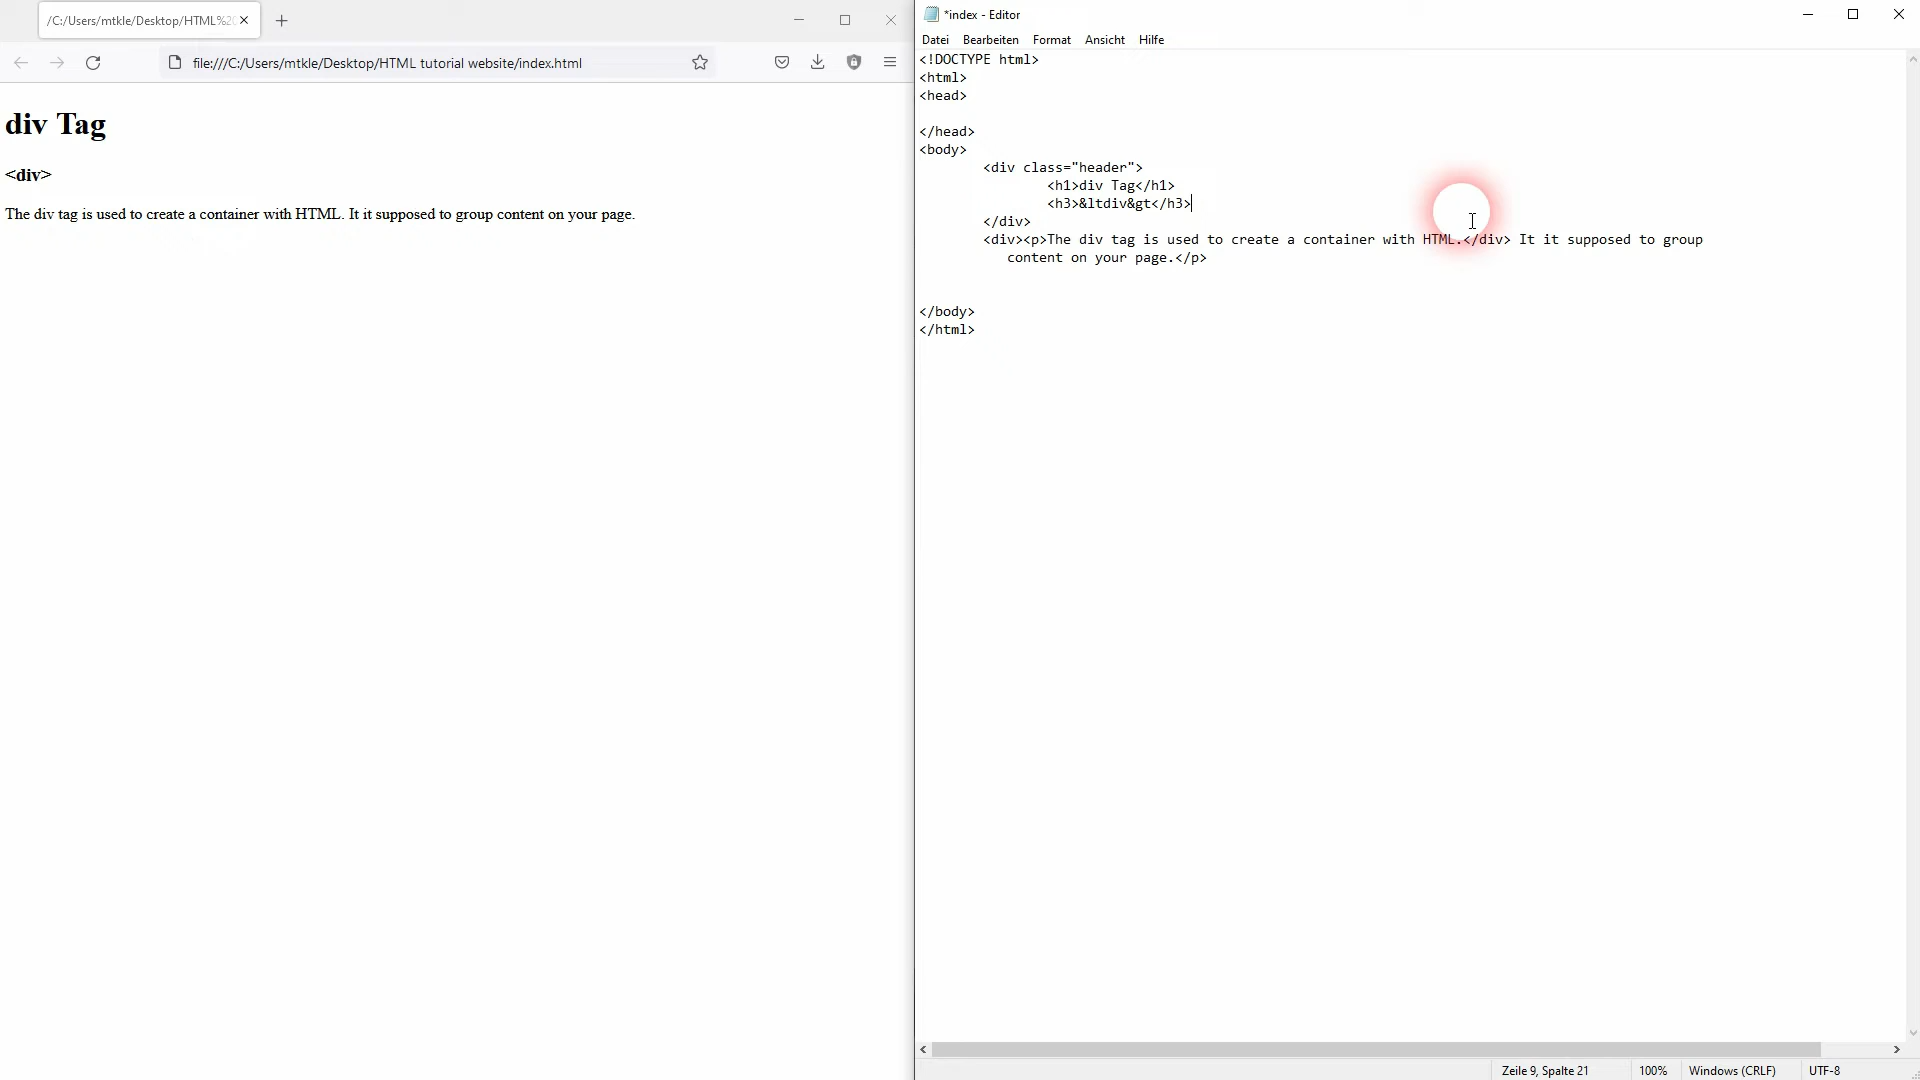 /C:/Users/mtkle/Desktop/HTML%20
file:///C:/Users/mtkle/Desktop/HTML tutorial website/index.html
div Tag
<div>
The div tag is used to create a container with HTML. It it supposed to group content on your page.
*index - Editor
Datei Bearbeiten Format Ansicht Hilfe
<!DOCTYPE html>
<html>
<head>
</head>
<body>
<div class="header">
<h1>div Tag</h1>
<h3>&ltdiv&gt</h3>
</div>
<div><p>The div tag is used to create a container with HTML.</div> It it supposed to group
content on your page.</p>
</body>
</html>
Zeile 9, Spalte 21 100% Windows (CRLF) UTF-8